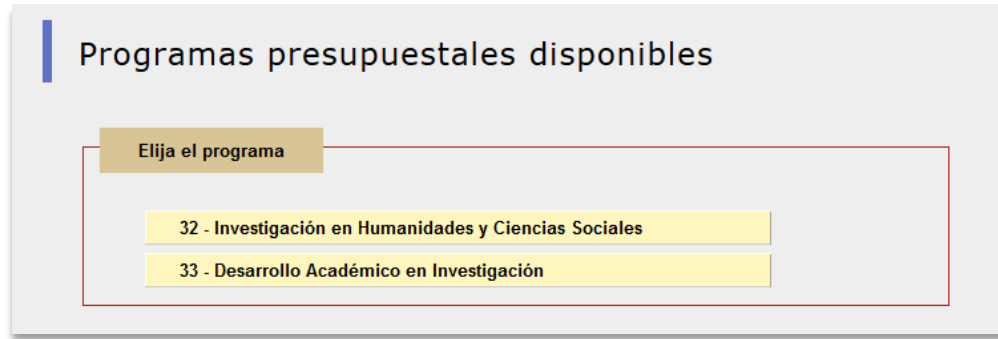 Programas presupuestales disponibles
Elija el programa
32 - Investigación en Humanidades y Ciencias Sociales
33 - Desarrollo Académico en Investigación